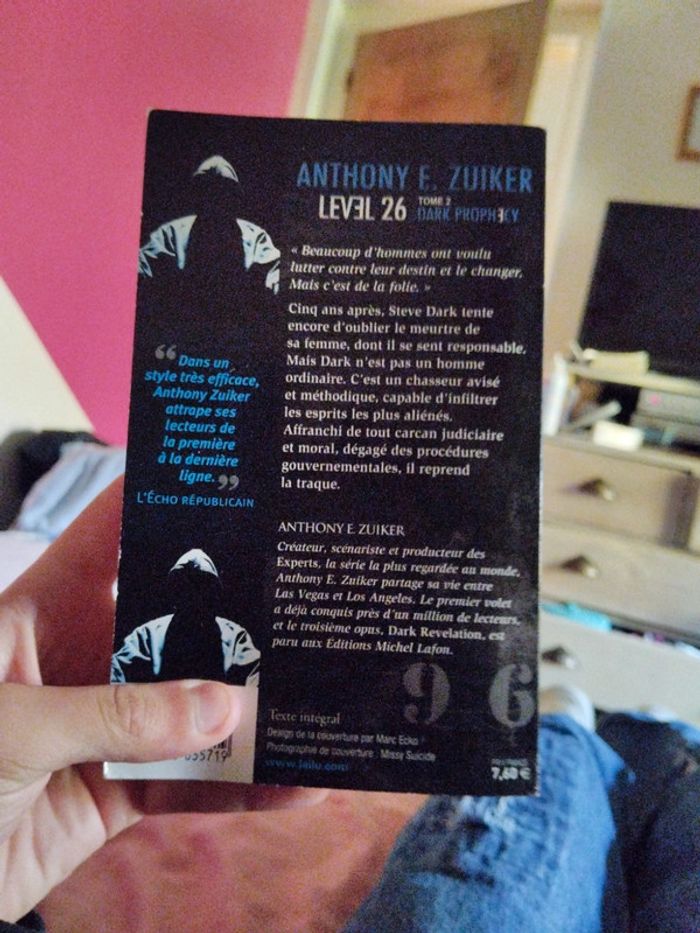 ANTHONY E. ZUIKER
LEVEL 26 TOME 2
DARK PROPHECY
« Beaucoup d'hommes ont voulu
lutter contre leur destin et le changer.
Mais c'est de la folie. »
Cinq ans après, Steve Dark tente
encore d'oublier le meurtre de
sa femme, dont il se sent responsable.
Mais Dark n'est pas un homme
ordinaire. C'est un chasseur avisé
et méthodique, capable d'infiltrer
les esprits les plus aliénés.
Affranchi de tout carcan judiciaire
et moral, dégagé des procédures
gouvernementales, il reprend
la traque.
“ Dans un
style très efficace,
Anthony Zuiker
attrape ses
lecteurs de
la première
à la dernière
ligne. ”
L'ÉCHO RÉPUBLICAIN
ANTHONY E. ZUIKER
Créateur, scénariste et producteur des
Experts, la série la plus regardée au monde,
Anthony E. Zuiker partage sa vie entre
Las Vegas et Los Angeles. Le premier volet
a déjà conquis près d'un million de lecteurs,
et le troisième opus, Dark Revelation, est
paru aux Éditions Michel Lafon.
9 6
Texte intégral
Design de la couverture par Marc Ecko
Photographie de couverture : Missy Suicide
www.jailu.com
055719
PRIX FRANCE
7,60 €